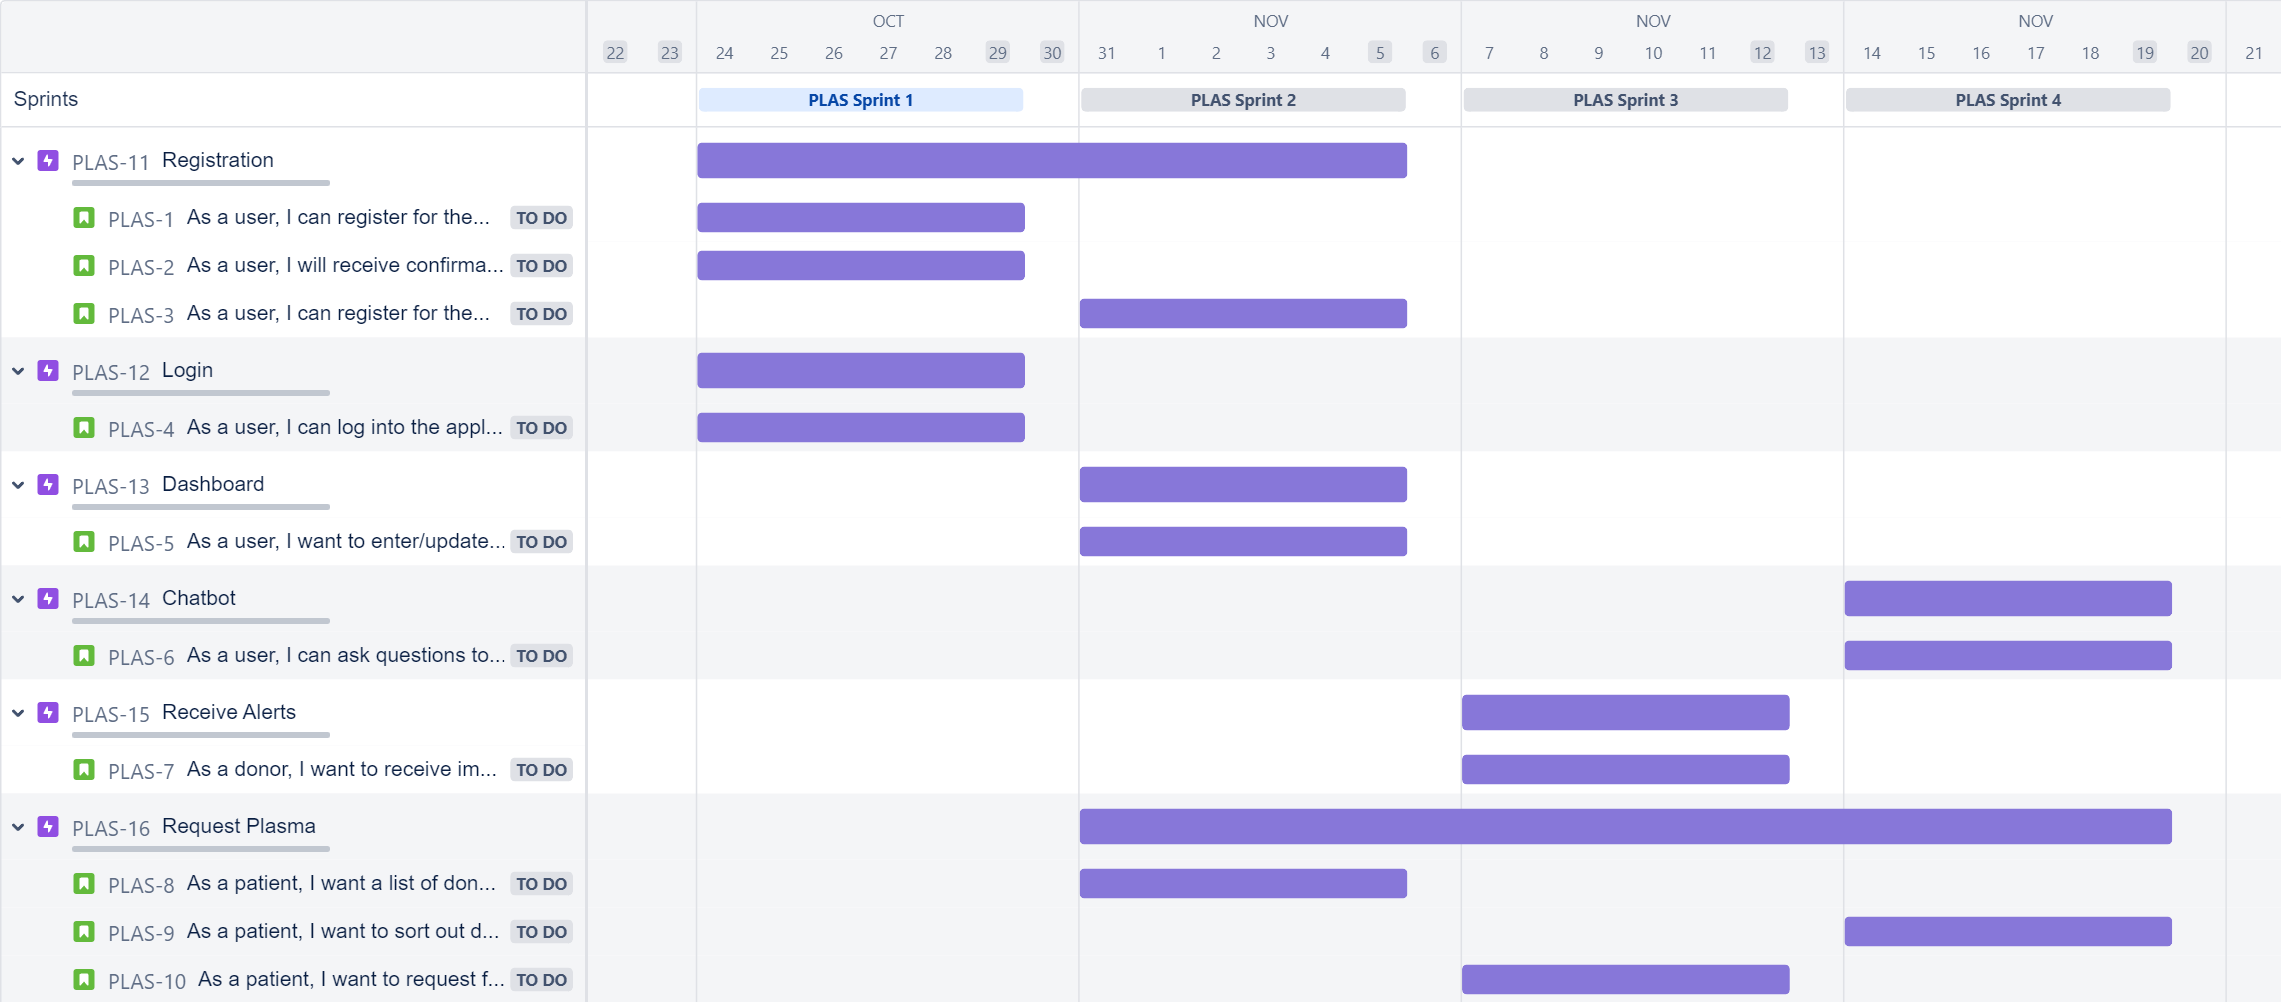 OCT NOV NOV NOV
22 23 24 25 26 27 28 29 30 31 1 2 3 4 5 6 7 8 9 10 11 12 13 14 15 16 17 18 19 20 21
Sprints PLAS Sprint 1 PLAS Sprint 2 PLAS Sprint 3 PLAS Sprint 4
PLAS-11 Registration
PLAS-1 As a user, I can register for the... TO DO
PLAS-2 As a user, I will receive confirma... TO DO
PLAS-3 As a user, I can register for the... TO DO
PLAS-12 Login
PLAS-4 As a user, I can log into the appl... TO DO
PLAS-13 Dashboard
PLAS-5 As a user, I want to enter/update... TO DO
PLAS-14 Chatbot
PLAS-6 As a user, I can ask questions to... TO DO
PLAS-15 Receive Alerts
PLAS-7 As a donor, I want to receive im... TO DO
PLAS-16 Request Plasma
PLAS-8 As a patient, I want a list of don... TO DO
PLAS-9 As a patient, I want to sort out d... TO DO
PLAS-10 As a patient, I want to request f... TO DO